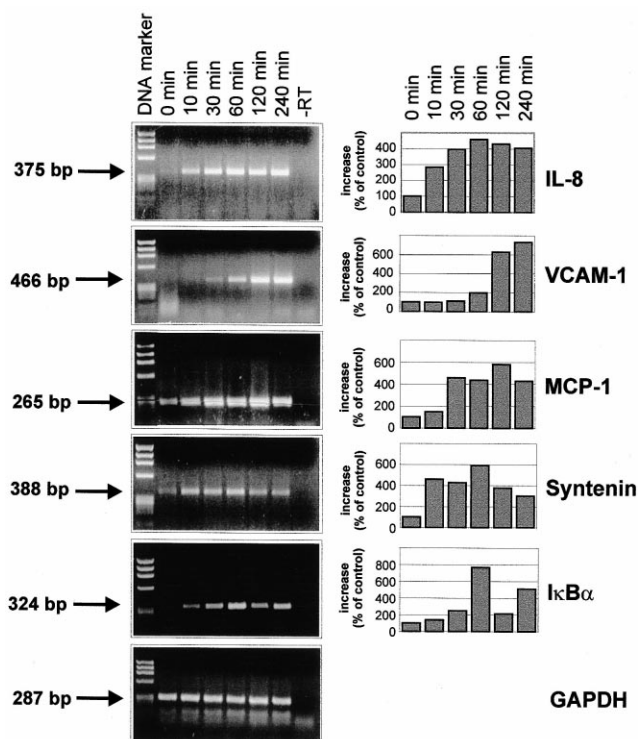 DNA marker
0 min
10 min
30 min
60 min
120 min
240 min
-RT
0 min
10 min
30 min
60 min
120 min
240 min
375 bp
increase
(% of control)
400
200
0
IL-8
466 bp
increase
(% of control)
600
400
200
0
VCAM-1
265 bp
increase
(% of control)
600
400
200
0
MCP-1
388 bp
increase
(% of control)
600
400
200
0
Syntenin
324 bp
increase
(% of control)
800
600
400
200
0
IκBα
287 bp
GAPDH